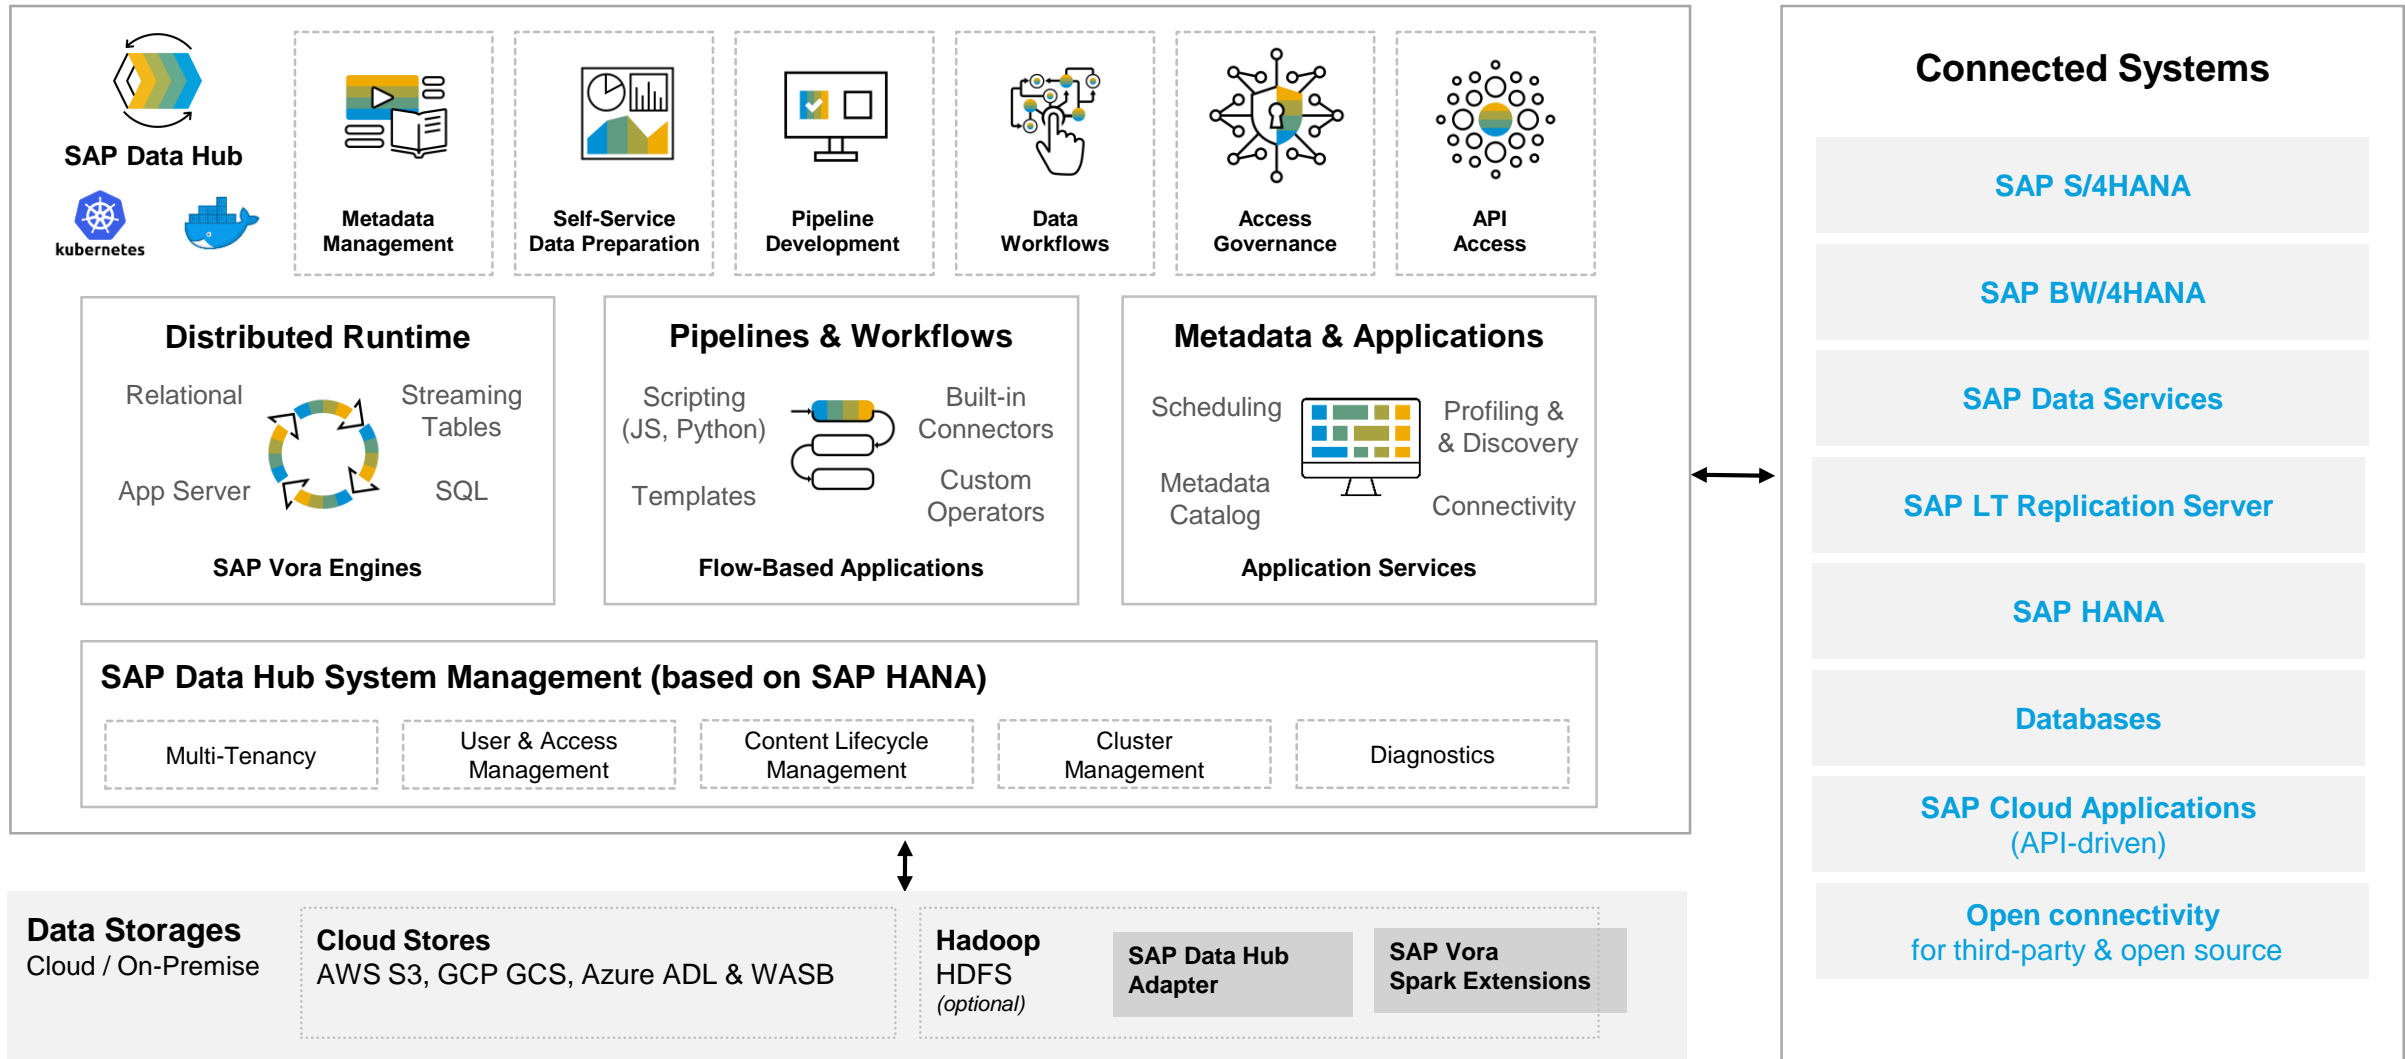 SAP Data Hub
kubernetes
Metadata
Management
Self-Service
Data Preparation
Pipeline
Development
Data
Workflows
Access
Governance
API
Access
Distributed Runtime
Relational
Streaming
Tables
App Server
SQL
SAP Vora Engines
Pipelines & Workflows
Scripting
(JS, Python)
Built-in
Connectors
Templates
Custom
Operators
Flow-Based Applications
Metadata & Applications
Scheduling
Profiling &
& Discovery
Metadata
Catalog
Connectivity
Application Services
SAP Data Hub System Management (based on SAP HANA)
Multi-Tenancy
User & Access
Management
Content Lifecycle
Management
Cluster
Management
Diagnostics
Data Storages
Cloud / On-Premise
Cloud Stores
AWS S3, GCP GCS, Azure ADL & WASB
Hadoop
HDFS
(optional)
SAP Data Hub
Adapter
SAP Vora
Spark Extensions
Connected Systems
SAP S/4HANA
SAP BW/4HANA
SAP Data Services
SAP LT Replication Server
SAP HANA
Databases
SAP Cloud Applications
(API-driven)
Open connectivity
for third-party & open source